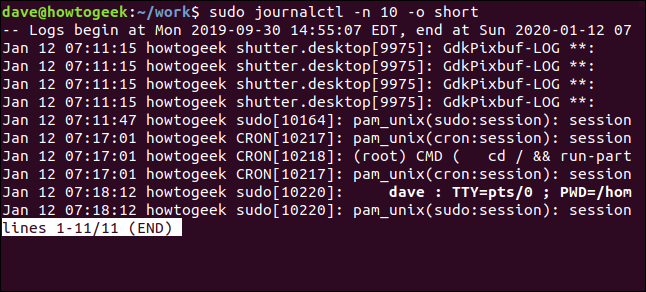 dave@howtogeek:~/work$ sudo journalctl -n 10 -o short
-- Logs begin at Mon 2019-09-30 14:55:07 EDT, end at Sun 2020-01-12 07
Jan 12 07:11:15 howtogeek shutter.desktop[9975]: GdkPixbuf-LOG **:
Jan 12 07:11:15 howtogeek shutter.desktop[9975]: GdkPixbuf-LOG **:
Jan 12 07:11:15 howtogeek shutter.desktop[9975]: GdkPixbuf-LOG **:
Jan 12 07:11:15 howtogeek shutter.desktop[9975]: GdkPixbuf-LOG **:
Jan 12 07:11:47 howtogeek sudo[10164]: pam_unix(sudo:session): session
Jan 12 07:17:01 howtogeek CRON[10217]: pam_unix(cron:session): session
Jan 12 07:17:01 howtogeek CRON[10218]: (root) CMD (   cd / && run-part
Jan 12 07:17:01 howtogeek CRON[10217]: pam_unix(cron:session): session
Jan 12 07:18:12 howtogeek sudo[10220]:     dave : TTY=pts/0 ; PWD=/hom
Jan 12 07:18:12 howtogeek sudo[10220]: pam_unix(sudo:session): session
lines 1-11/11 (END)